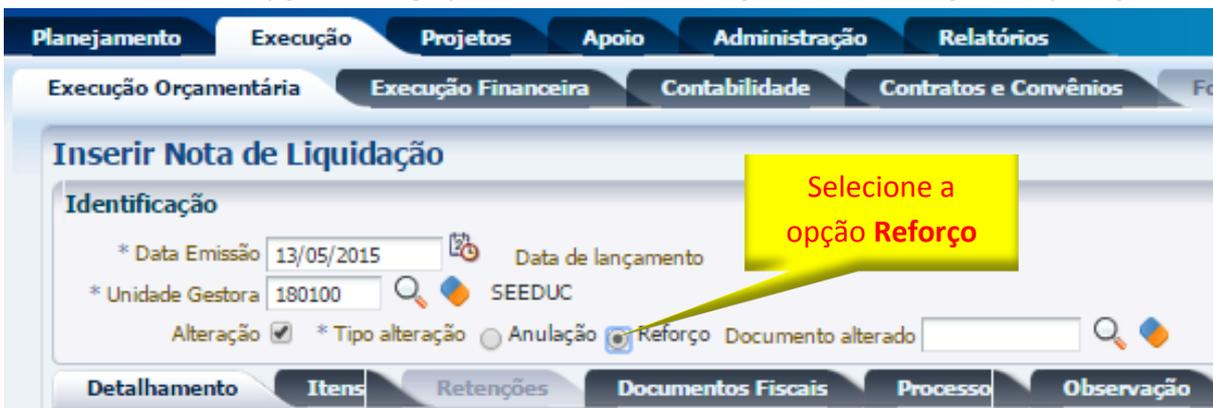 Planejamento Execução Projetos Apoio Administração Relatórios
Execução Orçamentária Execução Financeira Contabilidade Contratos e Convênios
Inserir Nota de Liquidação
Selecione a
opção Reforço
Identificação
* Data Emissão 13/05/2015 Data de lançamento
* Unidade Gestora 180100 SEEDUC
Alteração * Tipo alteração Anulação Reforço Documento alterado
Detalhamento Itens Retenções Documentos Fiscais Processo Observação